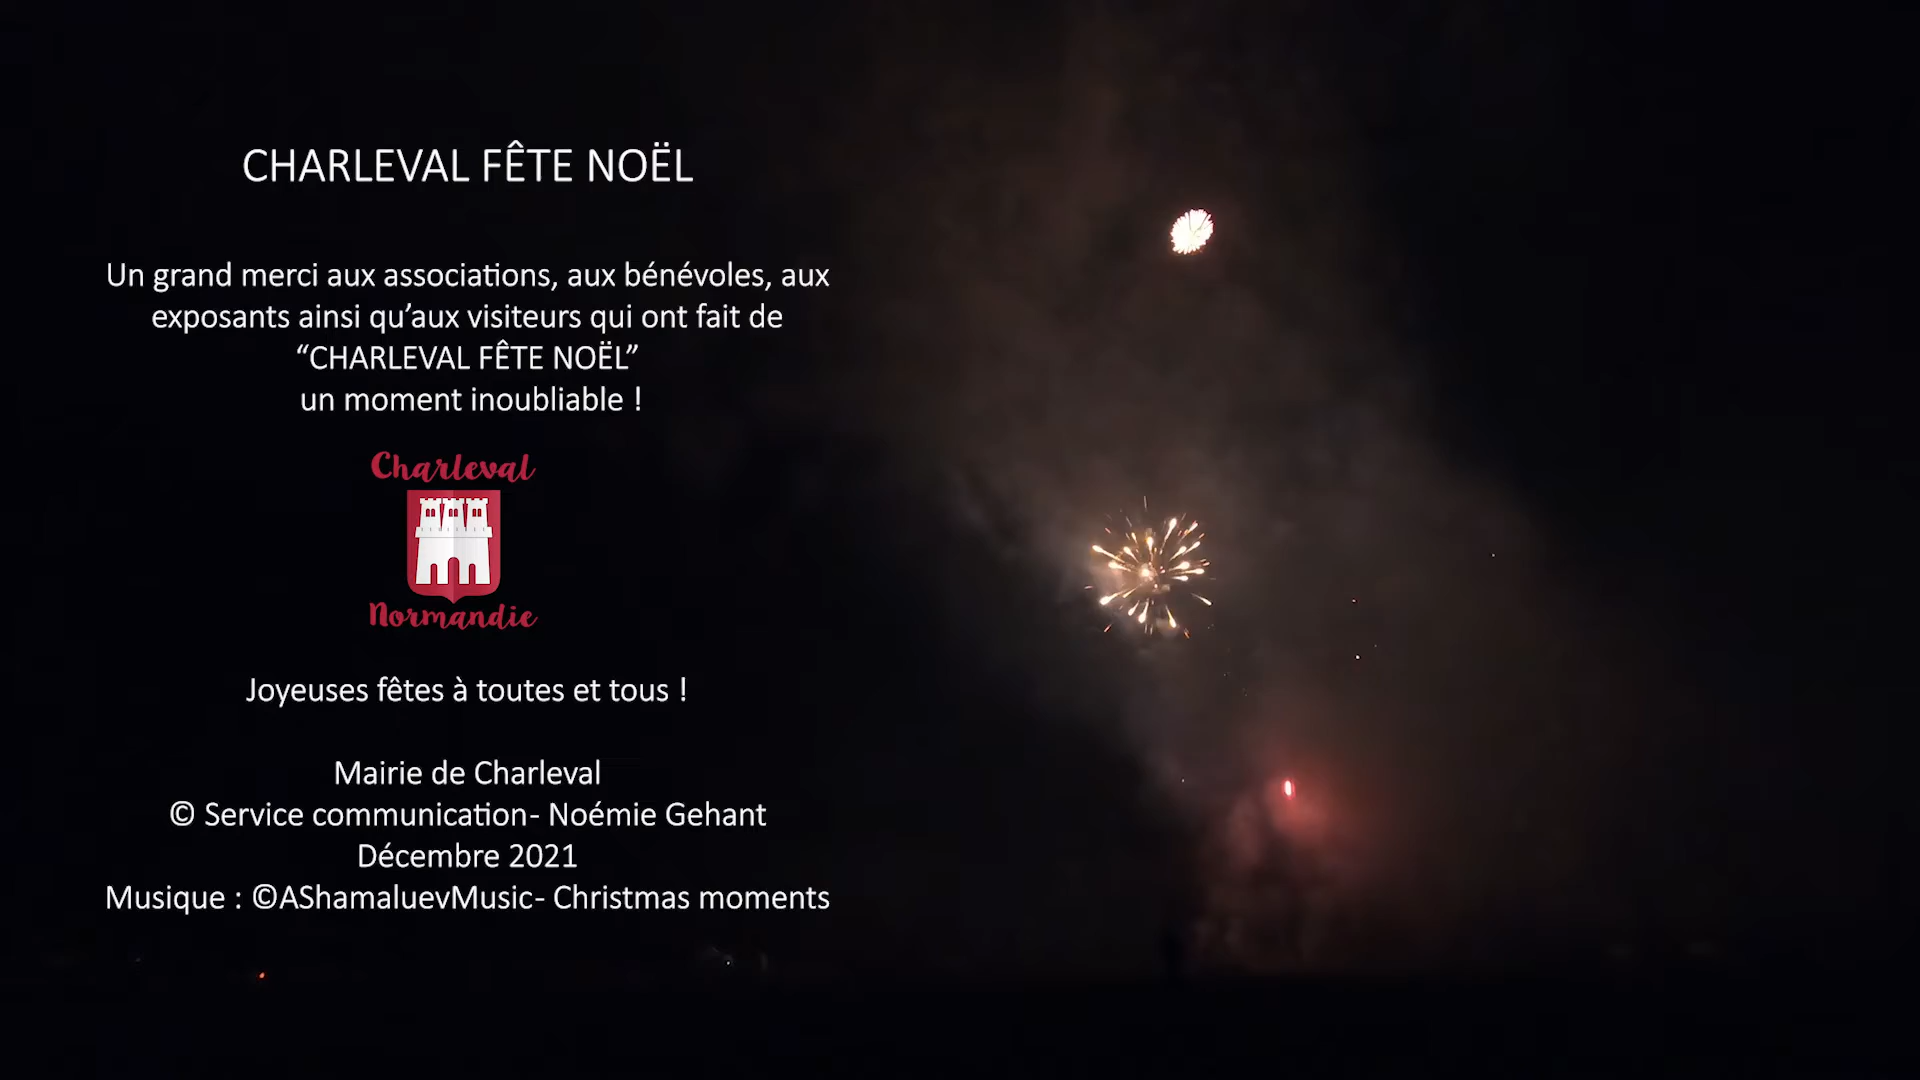 CHARLEVAL FÊTE NOËL
Un grand merci aux associations, aux bénévoles, aux
exposants ainsi qu’aux visiteurs qui ont fait de
“CHARLEVAL FÊTE NOËL”
un moment inoubliable !
Charleval
Normandie
Joyeuses fêtes à toutes et tous !
Mairie de Charleval
© Service communication- Noémie Gehant
Décembre 2021
Musique : ©AShamaluevMusic- Christmas moments